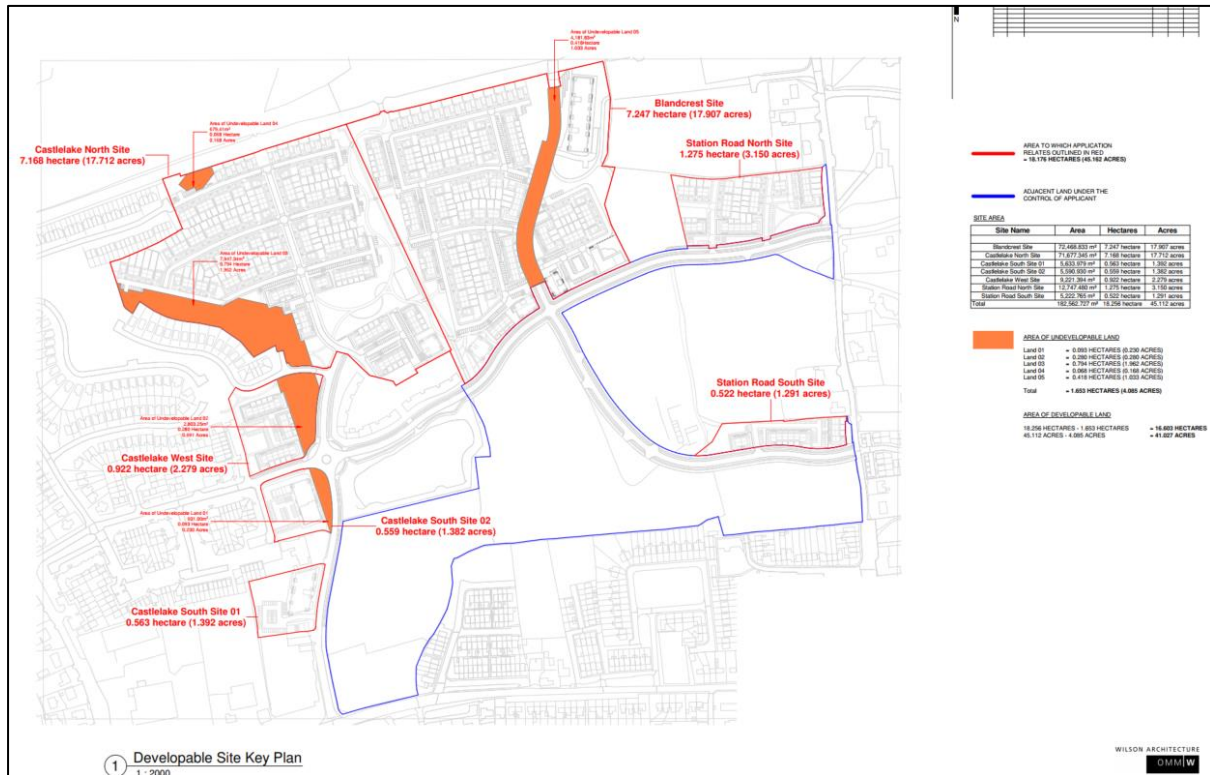 Area of Undevelopable Land 05
0.418 Hectare
1.033 Acres
N
Blandcrest Site
7.247 hectare (17.907 acres)
Area of Undevelopable Land 04
0.068 Hectare
0.168 Acres
Castlelake North Site
7.168 hectare (17.712 acres)
Station Road North Site
1.275 hectare (3.150 acres)
AREA TO WHICH APPLICATION
RELATES OUTLINED IN RED
= 18.176 HECTARES (45.162 ACRES)
ADJACENT LAND UNDER THE
CONTROL OF APPLICANT
SITE AREA
Site Name Area Hectares Acres
Blandcrest Site 72,468.833 m² 7.247 hectare 17.907 acres
Castlelake North Site 71,677.345 m² 7.168 hectare 17.712 acres
Castlelake South Site 01 5,633.979 m² 0.563 hectare 1.392 acres
Castlelake South Site 02 5,590.930 m² 0.559 hectare 1.382 acres
Castlelake West Site 9,221.394 m² 0.922 hectare 2.279 acres
Station Road North Site 12,747.480 m² 1.275 hectare 3.150 acres
Station Road South Site 5,222.765 m² 0.522 hectare 1.291 acres
Total 182,562.727 m² 18.256 hectare 45.112 acres
Area of Undevelopable Land 03
0.794 Hectare
1.962 Acres
AREA OF UNDEVELOPABLE LAND
Land 01 = 0.093 HECTARES (0.230 ACRES)
Land 02 = 0.280 HECTARES (0.280 ACRES)
Land 03 = 0.794 HECTARES (1.962 ACRES)
Land 04 = 0.068 HECTARES (0.168 ACRES)
Land 05 = 0.418 HECTARES (1.033 ACRES)
Total = 1.653 HECTARES (4.085 ACRES)
Station Road South Site
0.522 hectare (1.291 acres)
AREA OF DEVELOPABLE LAND
18.256 HECTARES - 1.653 HECTARES = 16.603 HECTARES
45.112 ACRES - 4.085 ACRES = 41.027 ACRES
Area of Undevelopable Land 02
0.280 Hectare
Castlelake West Site
0.922 hectare (2.279 acres)
Area of Undevelopable Land 01
0.093 Hectare
0.230 Acres
Castlelake South Site 02
0.559 hectare (1.382 acres)
Castlelake South Site 01
0.563 hectare (1.392 acres)
1 Developable Site Key Plan
1 : 2000
WILSON ARCHITECTURE
OMM|W